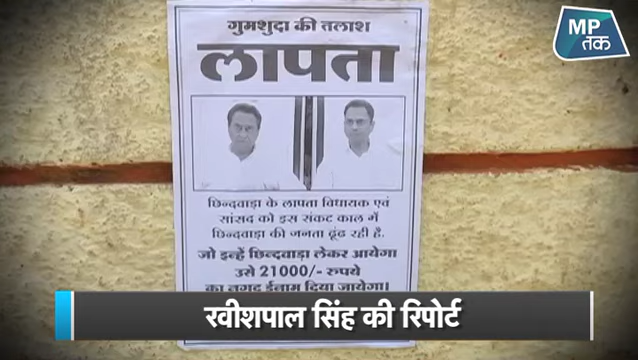 MP
तक
गुमशुदा की तलाश
लापता
छिन्दवाड़ा के लापता विधायक एवं
सांसद को इस संकट काल में
छिन्दवाड़ा की जनता ढूंढ रही है.
जो इन्हें छिन्दवाड़ा लेकर आयेगा
उसे 21000/- रुपये
का नगद ईनाम दिया जायेगा।
रवीशपाल सिंह की रिपोर्ट